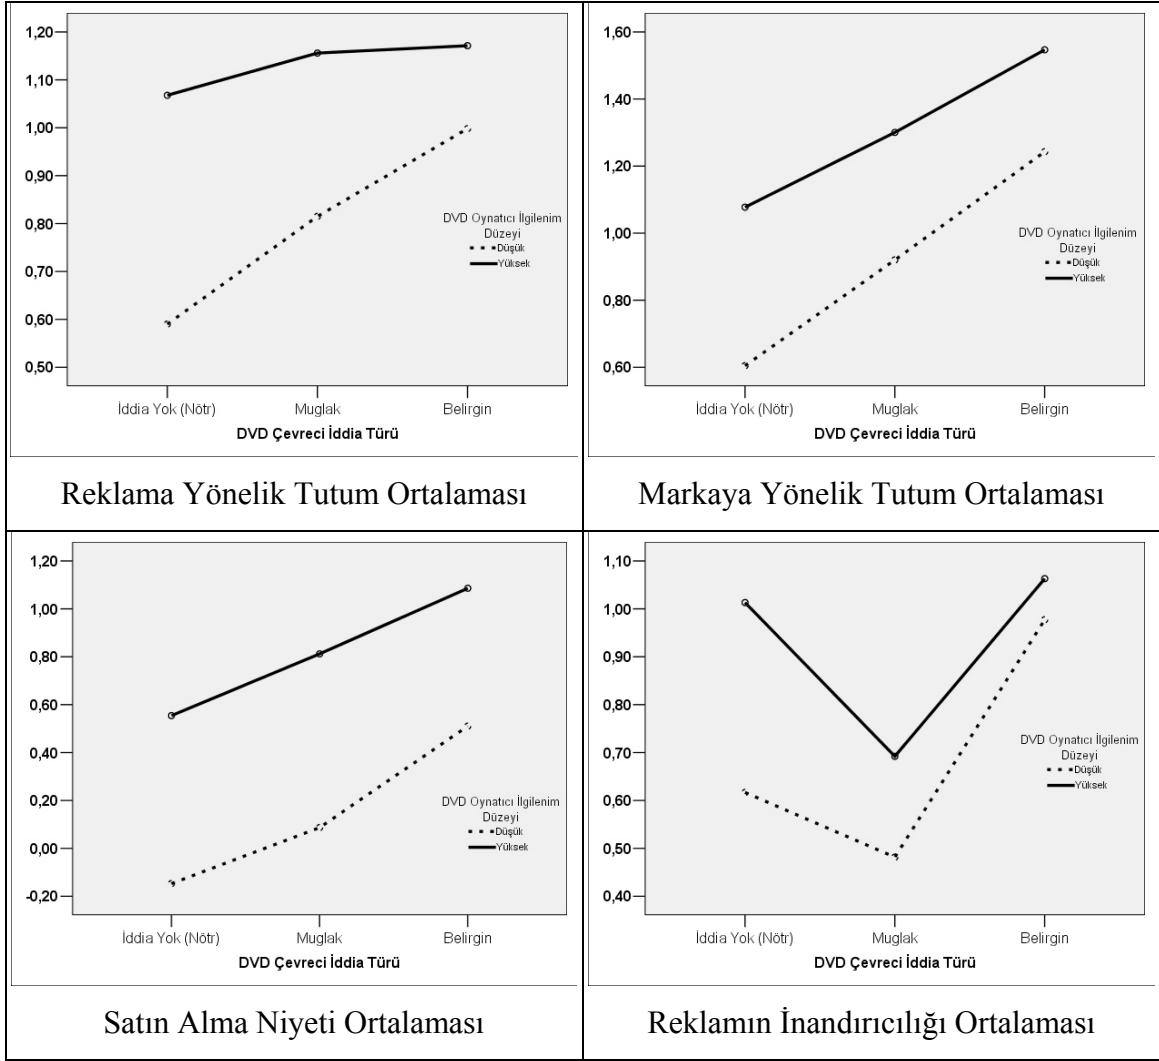 1,20
1,10
1,00
0,90
0,80
0,70
0,60
0,50
DVD Oynatıcı İlgilenim
Düzeyi
Düşük
Yüksek
İddia Yok (Nötr) Muglak Belirgin
DVD Çevreci İddia Türü
Reklama Yönelik Tutum Ortalaması
1,60
1,40
1,20
1,00
0,80
0,60
DVD Oynatıcı İlgilenim
Düzeyi
Düşük
Yüksek
İddia Yok (Nötr) Muglak Belirgin
DVD Çevreci İddia Türü
Markaya Yönelik Tutum Ortalaması
1,20
1,00
0,80
0,60
0,40
0,20
0,00
-0,20
DVD Oynatıcı İlgilenim
Düzeyi
Düşük
Yüksek
İddia Yok (Nötr) Muglak Belirgin
DVD Çevreci İddia Türü
Satın Alma Niyeti Ortalaması
1,10
1,00
0,90
0,80
0,70
0,60
0,50
0,40
DVD Oynatıcı İlgilenim
Düzeyi
Düşük
Yüksek
İddia Yok (Nötr) Muglak Belirgin
DVD Çevreci İddia Türü
Reklamın İnandırıcılığı Ortalaması